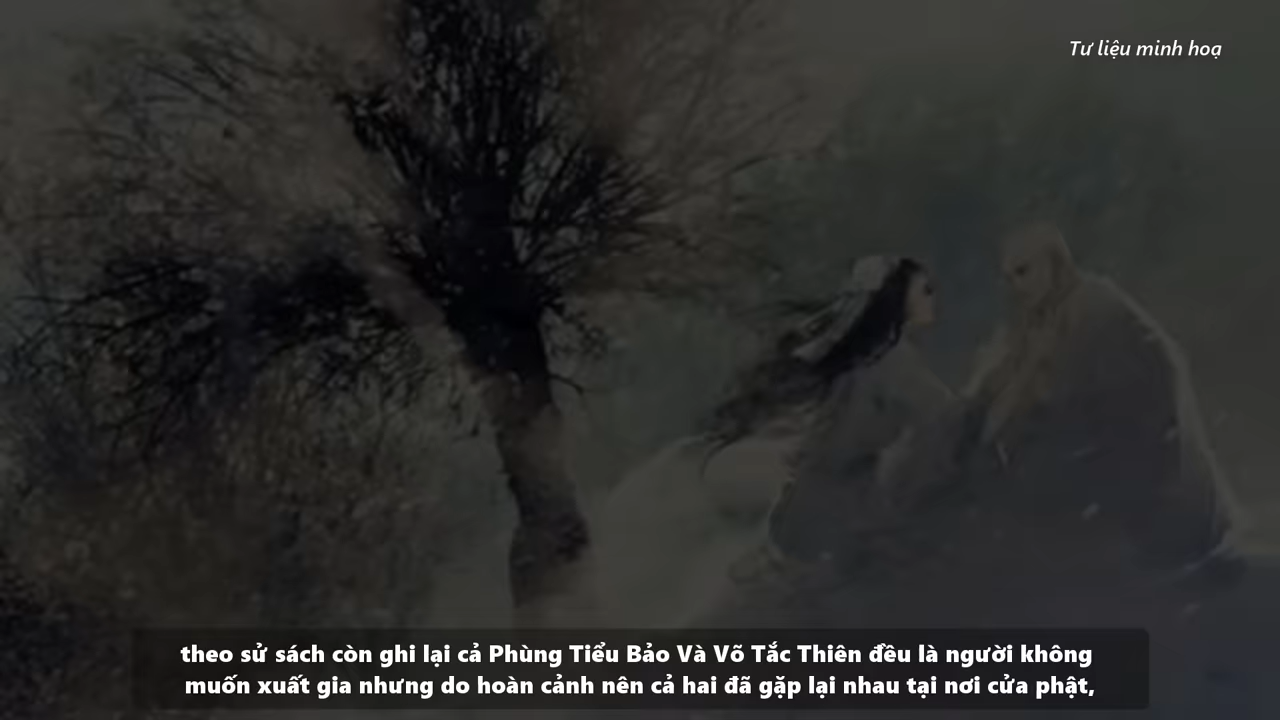 Tư liệu minh hoạ
theo sử sách còn ghi lại cả Phùng Tiểu Bảo Và Võ Tắc Thiên đều là người không
muốn xuất gia nhưng do hoàn cảnh nên cả hai đã gặp lại nhau tại nơi cửa phật,